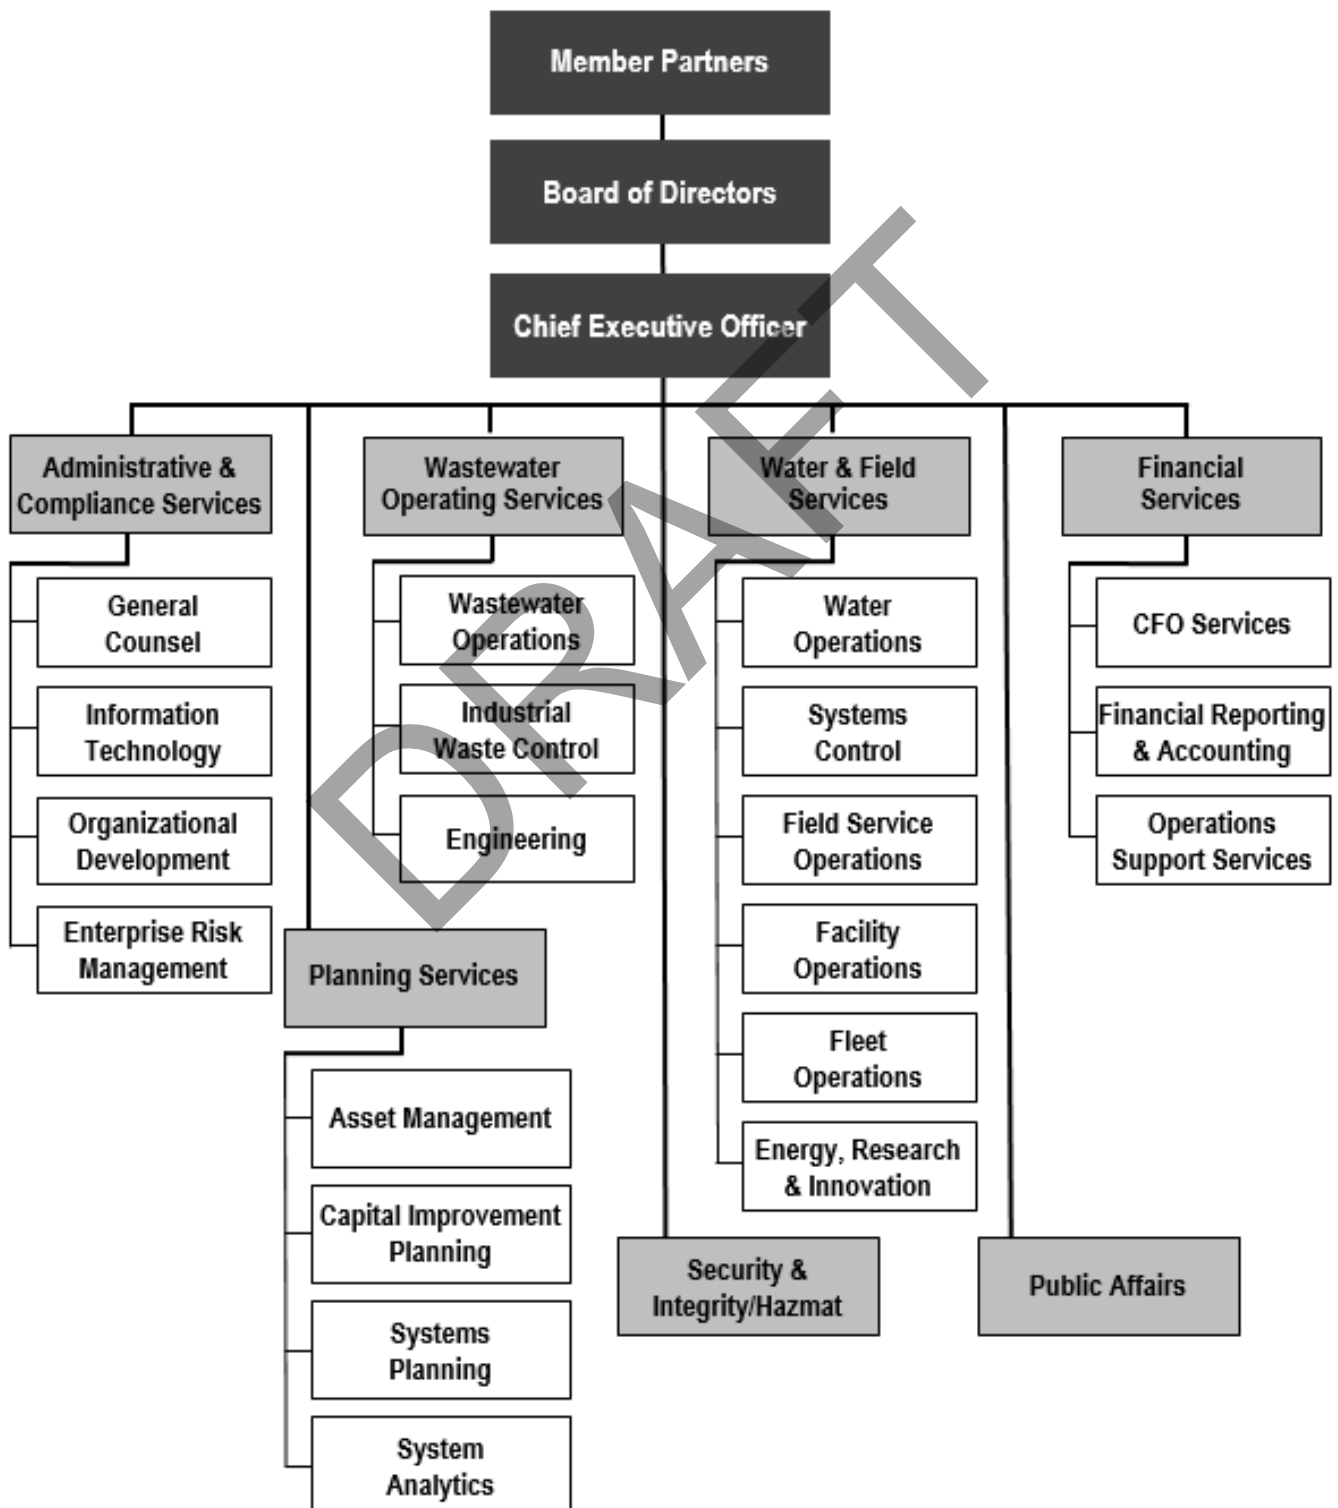 Member Partners
Board of Directors
Chief Executive Officer
Administrative &
Compliance Services
General
Counsel
Information
Technology
Organizational
Development
Enterprise Risk
Management
Planning Services
Asset Management
Capital Improvement
Planning
Systems
Planning
System
Analytics
Wastewater
Operating Services
Wastewater
Operations
Industrial
Waste Control
Engineering
Security &
Integrity/Hazmat
Water & Field
Services
Water
Operations
Systems
Control
Field Service
Operations
Facility
Operations
Fleet
Operations
Energy, Research
& Innovation
Public Affairs
Financial
Services
CFO Services
Financial Reporting
& Accounting
Operations
Support Services
DRAFT